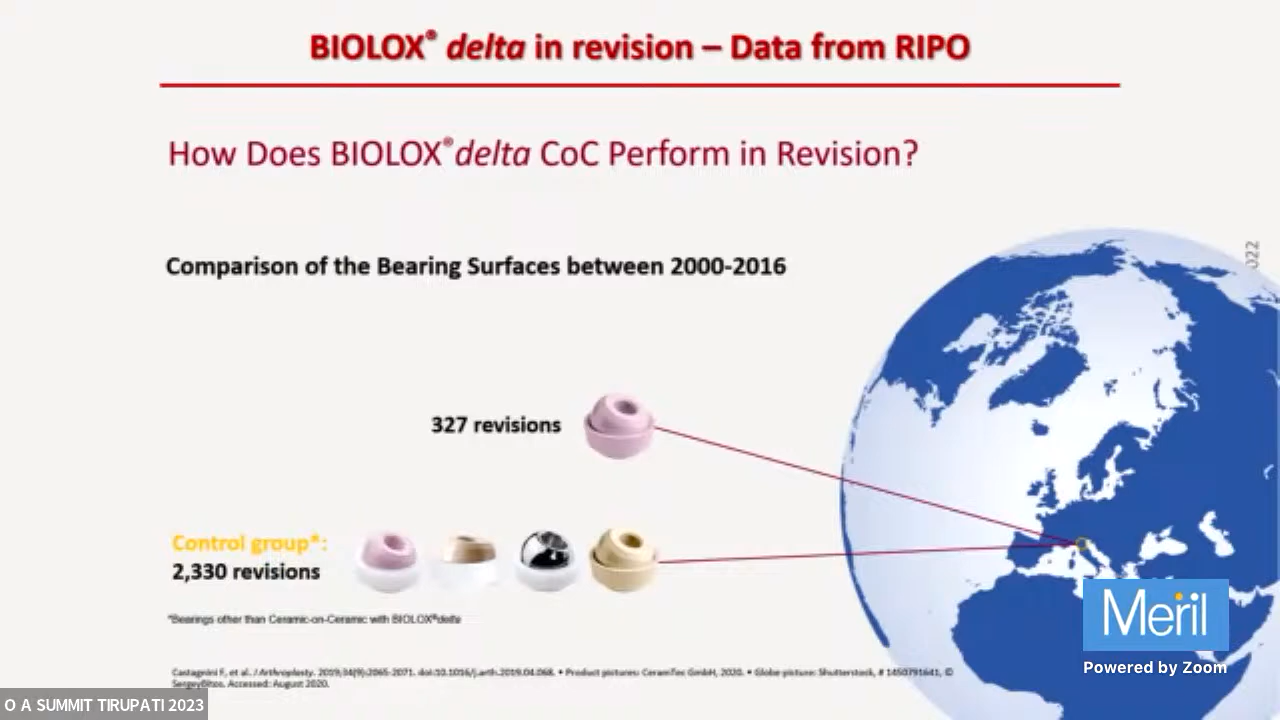 BIOLOX® delta in revision – Data from RIPO
How Does BIOLOX® delta CoC Perform in Revision?
Comparison of the Bearing Surfaces between 2000-2016
327 revisions
Control group*:
2,330 revisions
*Bearings other than Ceramic-on-Ceramic with BIOLOX®delta
Castagnini F, et al. J Arthroplasty. 2019;34(9):2065-2071. doi:10.1016/j.arth.2019.04.068. • Product pictures: CeramTec GmbH, 2020. • Globe picture: Shutterstock, # 1450791641, ©
Accessed: August 2020.
022
Meril
Powered by Zoom
O A SUMMIT TIRUPATI 2023